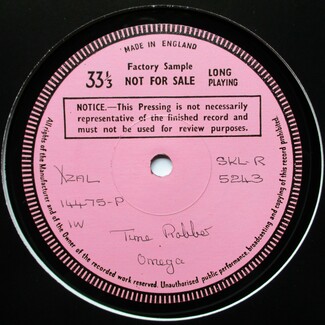 MADE IN ENGLAND
Factory Sample
33⅓ NOT FOR SALE LONG PLAYING
NOTICE.—This Pressing is not necessarily
representative of the finished record and
must not be used for review purposes.
XZAL SKL-R
14475-P 5243
1W
Time Robber
Omega
All rights of the Manufacturer and of the Owner of the recorded work reserved. Unauthorised public performance, broadcasting and copying of this record prohibited.